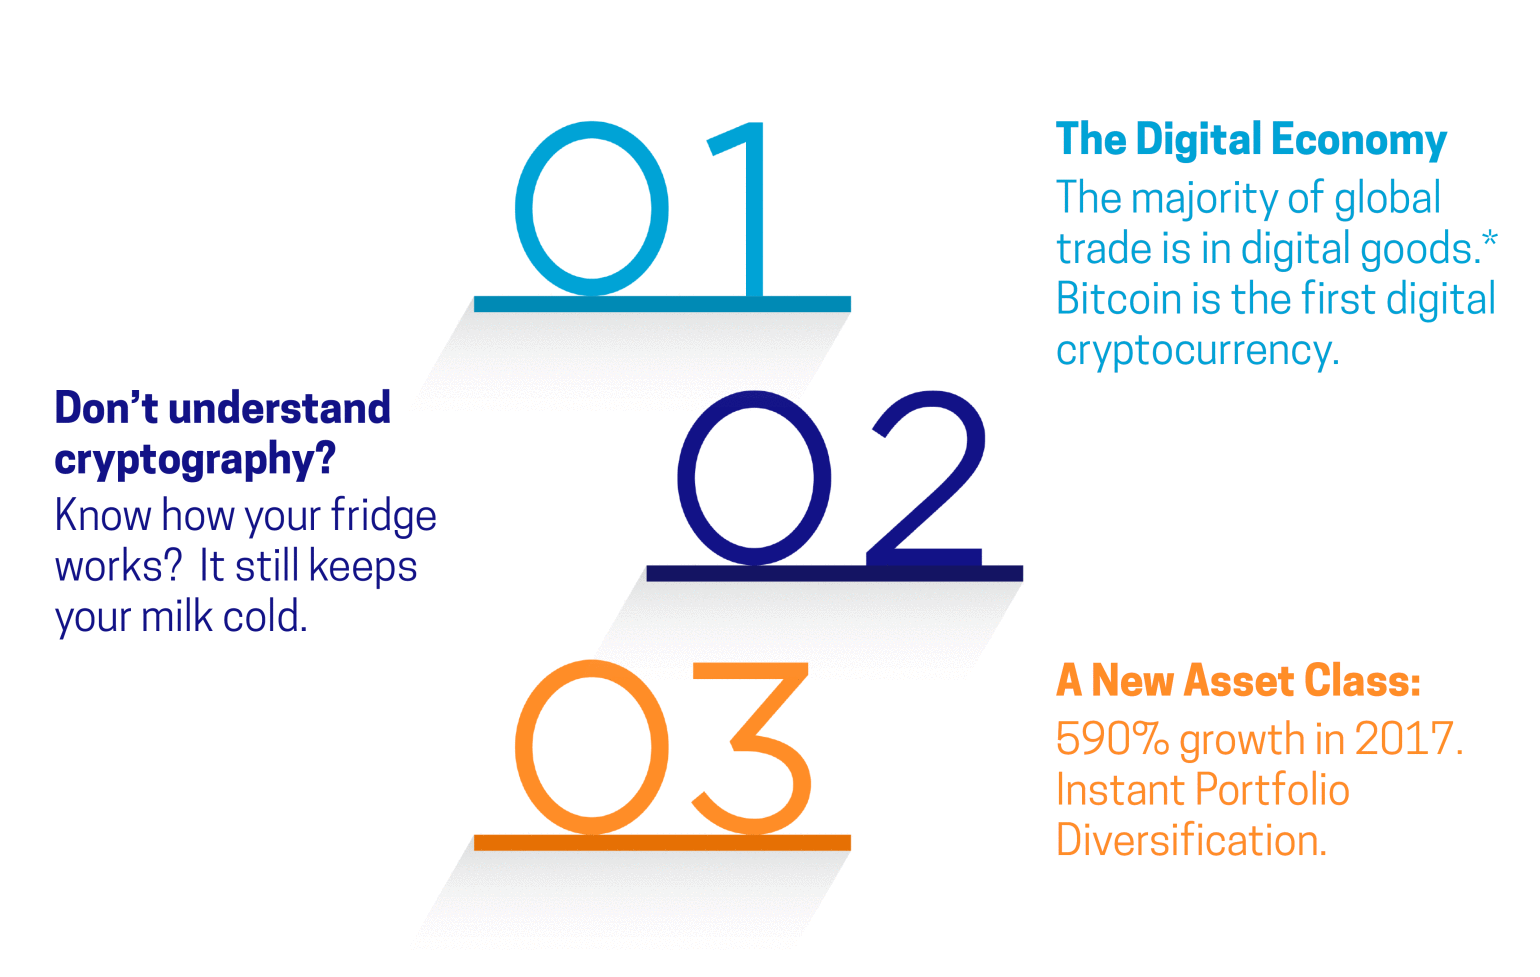 01
The Digital Economy
The majority of global
trade is in digital goods.*
Bitcoin is the first digital
cryptocurrency.
Don’t understand
cryptography?
Know how your fridge
works?  It still keeps
your milk cold.
02
03
A New Asset Class:
590% growth in 2017.
Instant Portfolio
Diversification.